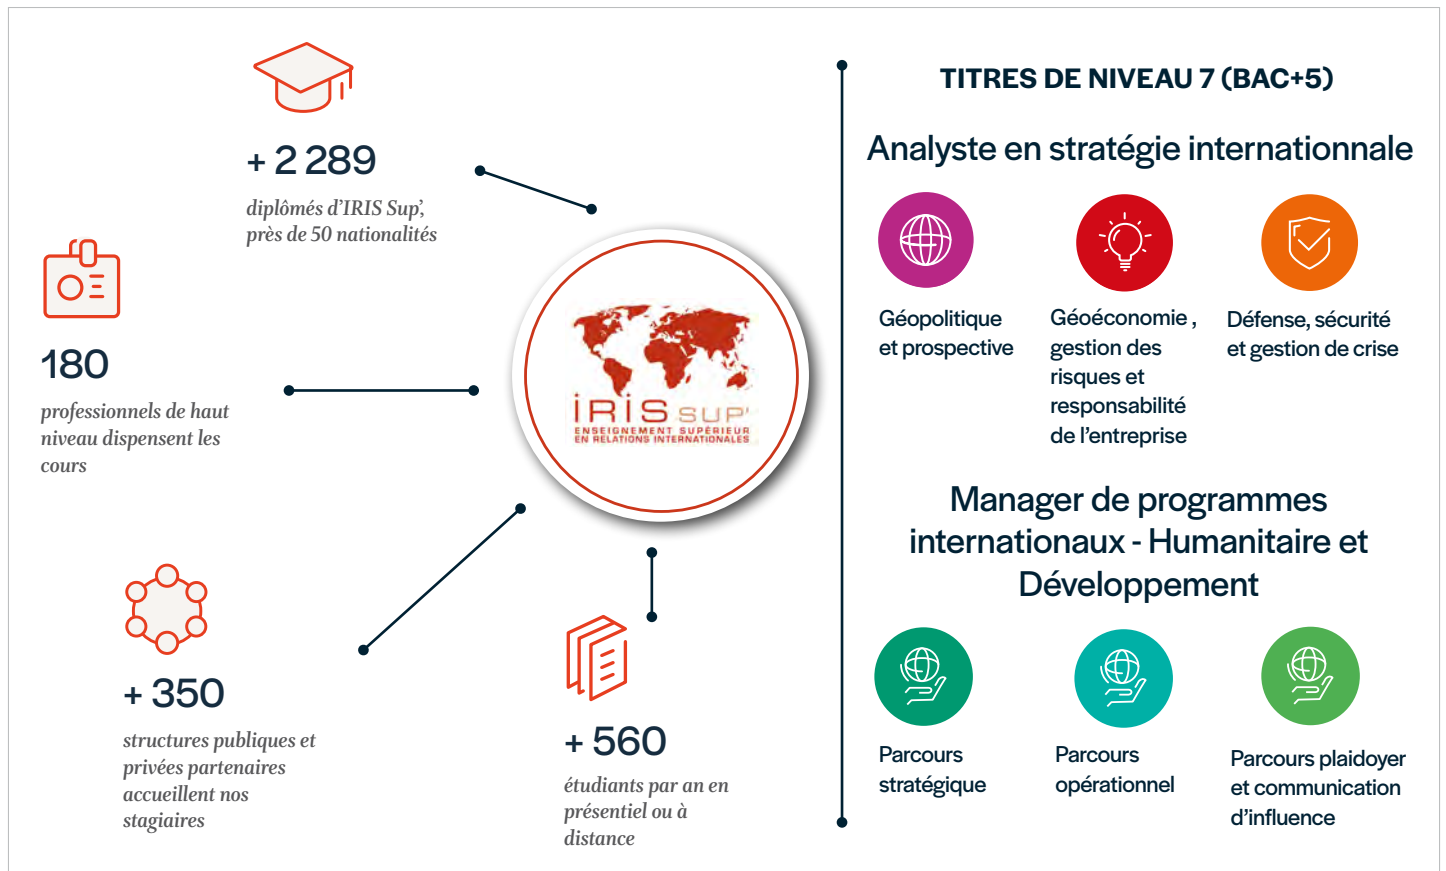 + 2 289
diplômés d’IRIS Sup’,
près de 50 nationalités
180
professionnels de haut
niveau dispensent les
cours
+ 350
structures publiques et
privées partenaires
accueillent nos
stagiaires
+ 560
étudiants par an en
présentiel ou à
distance
iRiS SUP'
ENSEIGNEMENT SUPÉRIEUR
EN RELATIONS INTERNATIONALES
TITRES DE NIVEAU 7 (BAC+5)
Analyste en stratégie internationnale
Géopolitique
et prospective
Géoéconomie ,
gestion des
risques et
responsabilité
de l’entreprise
Défense, sécurité
et gestion de crise
Manager de programmes
internationaux - Humanitaire et
Développement
Parcours
stratégique
Parcours
opérationnel
Parcours plaidoyer
et communication
d’influence